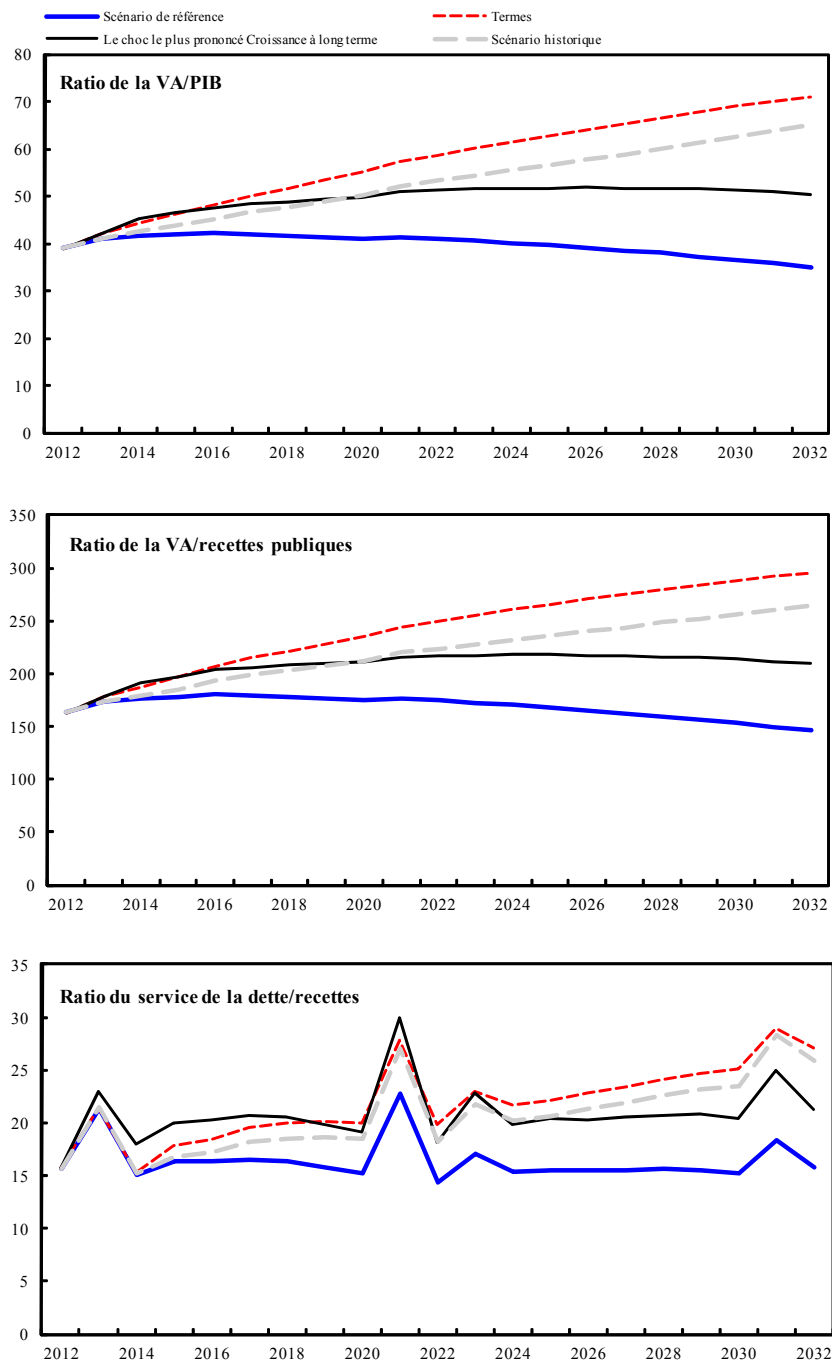 Scénario de référence
Termes
Le choc le plus prononcé Croissance à long terme
Scénario historique
80
Ratio de la VA/PIB
70
60
50
40
30
20
10
0
2012 2014 2016 2018 2020 2022 2024 2026 2028 2030 2032
350
Ratio de la VA/recettes publiques
300
250
200
150
100
50
0
2012 2014 2016 2018 2020 2022 2024 2026 2028 2030 2032
35
Ratio du service de la dette/recettes
30
25
20
15
10
5
0
2012 2014 2016 2018 2020 2022 2024 2026 2028 2030 2032